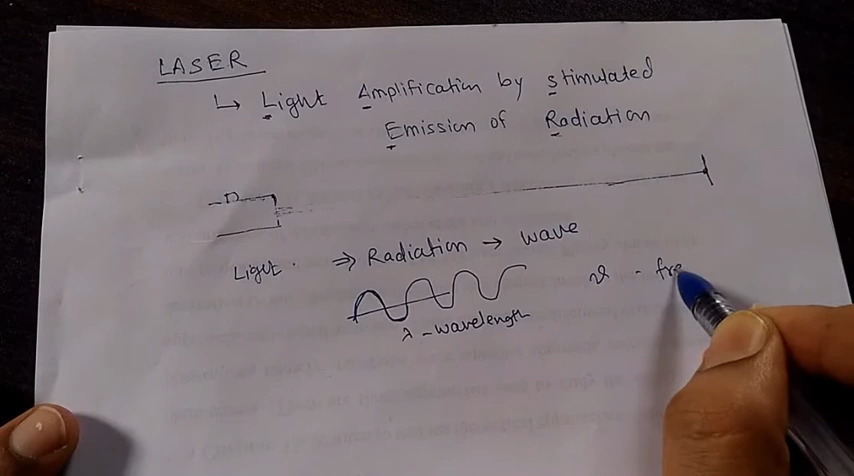 LASER
↳ Light Amplification by Stimulated
Emission of Radiation
Light. ⇒ Radiation → wave
λ - wavelength
ν - fre